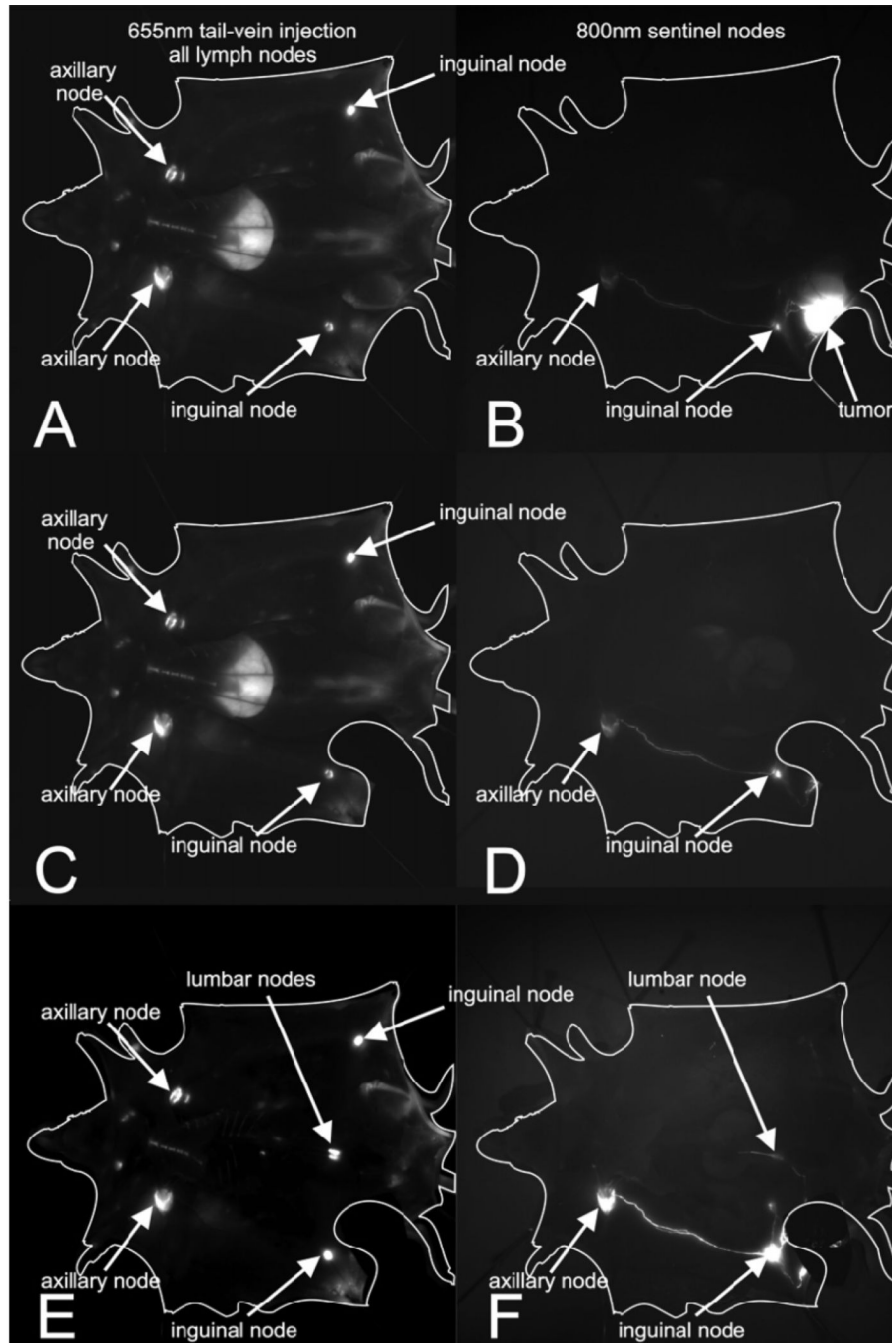 655nm tail-vein injection
all lymph nodes
axillary
node
inguinal node
axillary node
inguinal node
A
800nm sentinel nodes
axillary node
inguinal node
tumor
B
axillary
node
inguinal node
axillary node
inguinal node
C
axillary node
inguinal node
D
lumbar nodes
axillary node
inguinal node
axillary node
inguinal node
E
lumbar node
axillary node
inguinal node
F